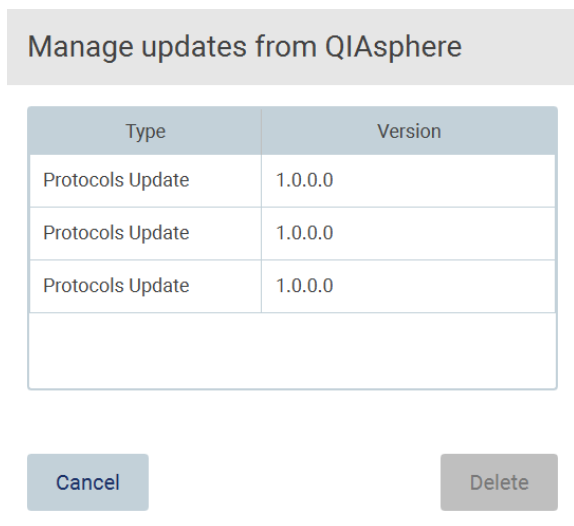 Manage updates from QIAsphere
Type Version
Protocols Update 1.0.0.0
Protocols Update 1.0.0.0
Protocols Update 1.0.0.0
Cancel Delete